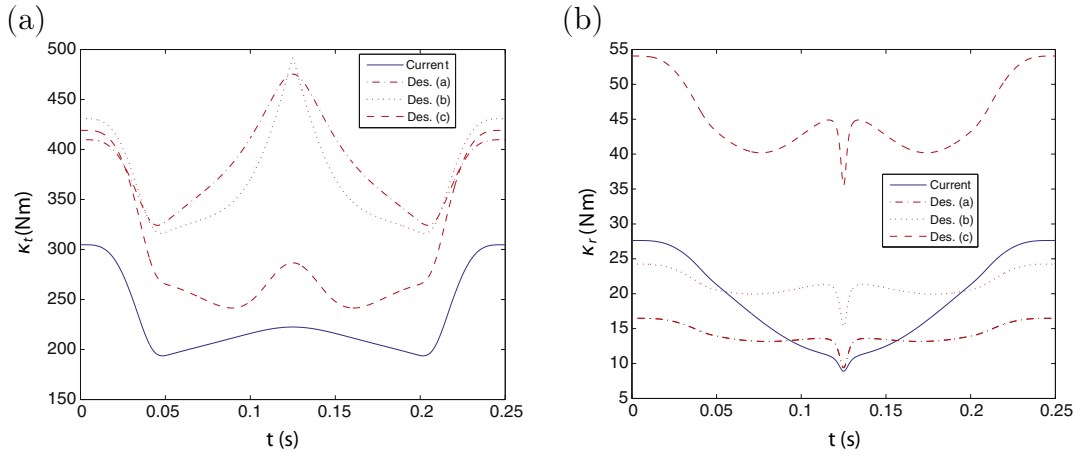 (a)
500
450
400
350
300
250
200
150
κt (Nm)
0
0.05
0.1
0.15
0.2
0.25
t (s)
Current
Des. (a)
Des. (b)
Des. (c)
(b)
55
50
45
40
35
30
25
20
15
10
5
κr (Nm)
0
0.05
0.1
0.15
0.2
0.25
t (s)
Current
Des. (a)
Des. (b)
Des. (c)